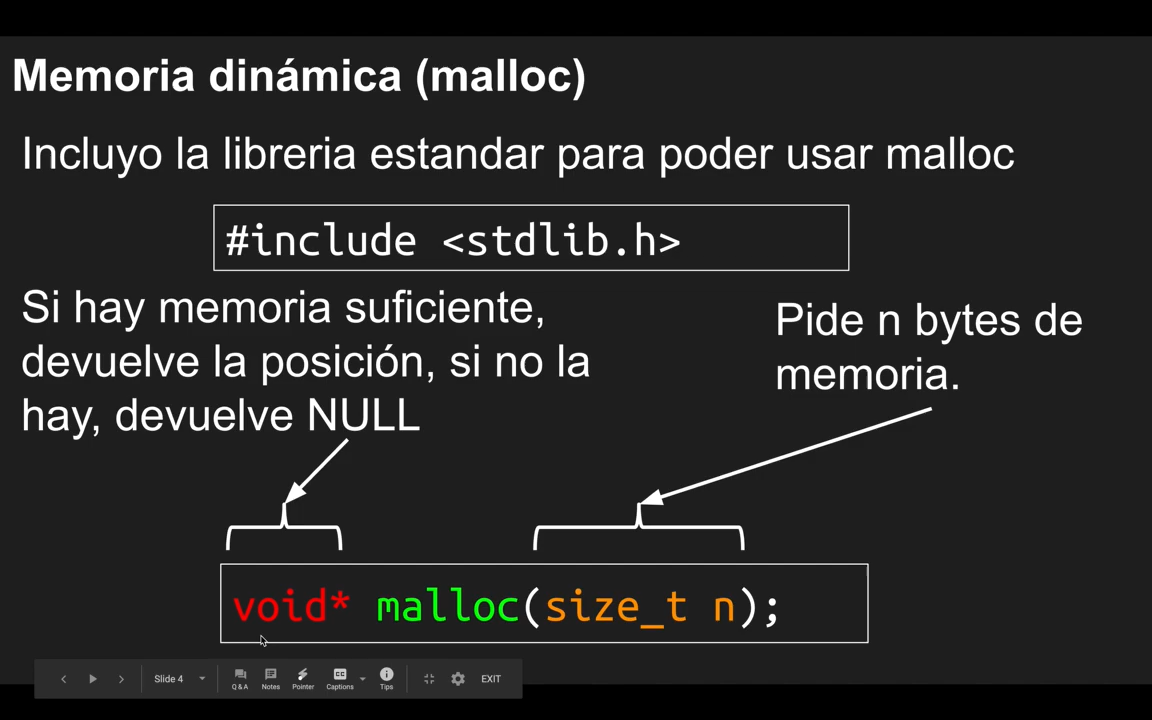 Memoria dinámica (malloc)
Incluyo la libreria estandar para poder usar malloc
#include <stdlib.h>
Si hay memoria suficiente,
devuelve la posición, si no la
hay, devuelve NULL
Pide n bytes de
memoria.
void* malloc(size_t n);
Slide 4
Q & A
Notes
Pointer
CC
Captions
Tips
EXIT